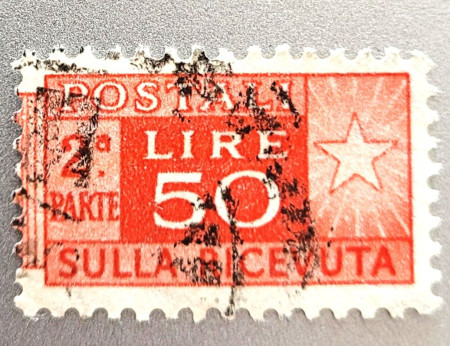 POSTALI
2ª LIRE
PARTE 50
SULLA RICEVUTA